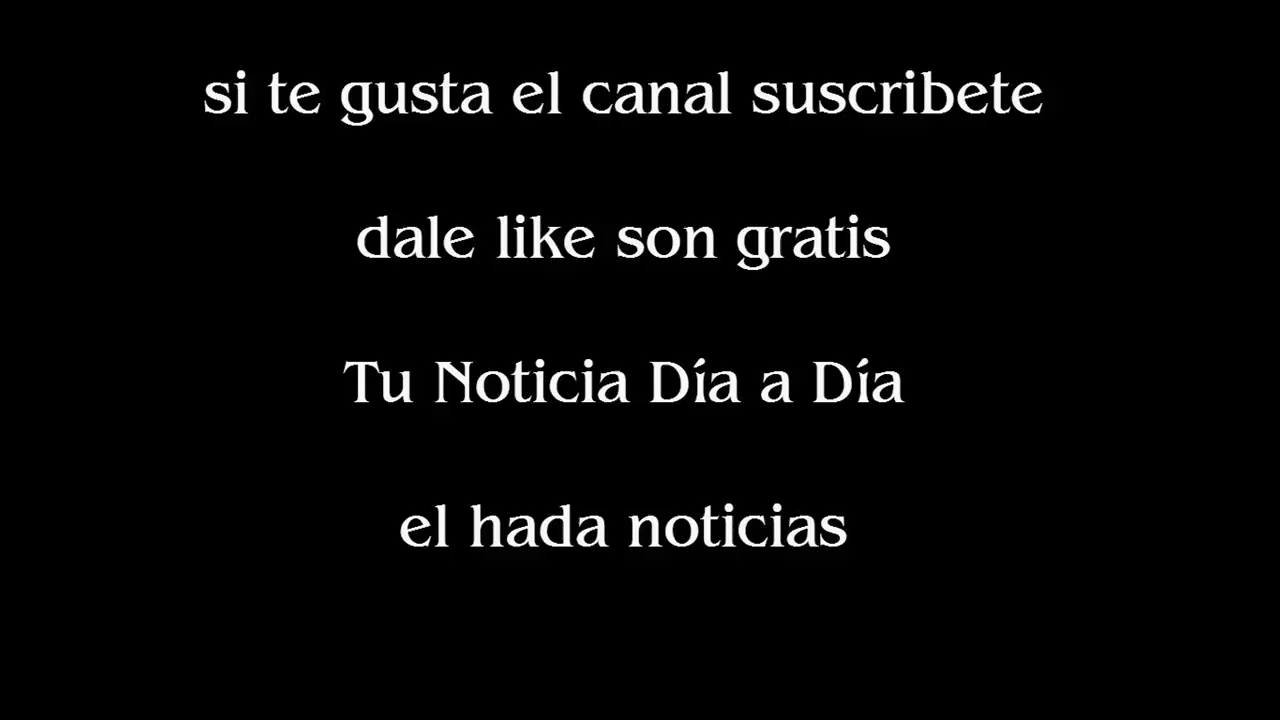 si te gusta el canal suscribete
dale like son gratis
Tu Noticia Día a Día
el hada noticias